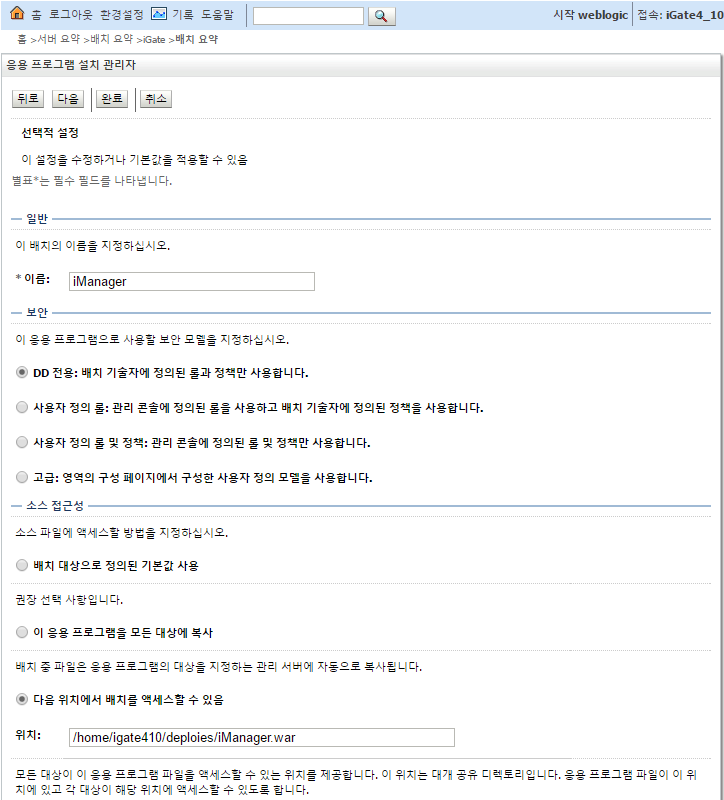 홈 로그아웃 환경설정 기록 도움말 시작 weblogic 접속: iGate4_10
홈 >서버 요약 >배치 요약 >iGate >배치 요약
응용 프로그램 설치 관리자
뒤로 다음 완료 취소
선택적 설정
이 설정을 수정하거나 기본값을 적용할 수 있음
별표*는 필수 필드를 나타냅니다.
일반
이 배치의 이름을 지정하십시오.
* 이름: iManager
보안
이 응용 프로그램으로 사용할 보안 모델을 지정하십시오.
DD 전용: 배치 기술자에 정의된 롤과 정책만 사용합니다.
사용자 정의 롤: 관리 콘솔에 정의된 롤을 사용하고 배치 기술자에 정의된 정책을 사용합니다.
사용자 정의 롤 및 정책: 관리 콘솔에 정의된 롤 및 정책만 사용합니다.
고급: 영역의 구성 페이지에서 구성한 사용자 정의 모델을 사용합니다.
소스 접근성
소스 파일에 액세스할 방법을 지정하십시오.
배치 대상으로 정의된 기본값 사용
권장 선택 사항입니다.
이 응용 프로그램을 모든 대상에 복사
배치 중 파일은 응용 프로그램의 대상을 지정하는 관리 서버에 자동으로 복사됩니다.
다음 위치에서 배치를 액세스할 수 있음
위치: /home/igate410/deploies/iManager.war
모든 대상이 이 응용 프로그램 파일을 액세스할 수 있는 위치를 제공합니다. 이 위치는 대개 공유 디렉토리입니다. 응용 프로그램 파일이 이 위
치에 있고 각 대상이 해당 위치에 액세스할 수 있도록 합니다.